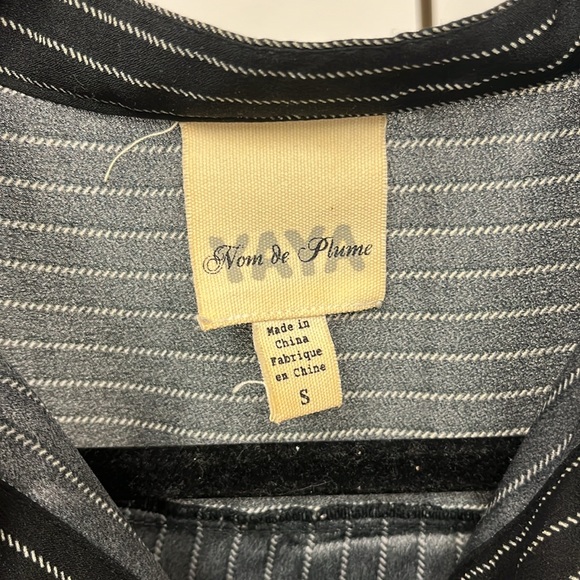 YAYA
Nom de Plume
Made in
China
Fabrique
en Chine
S